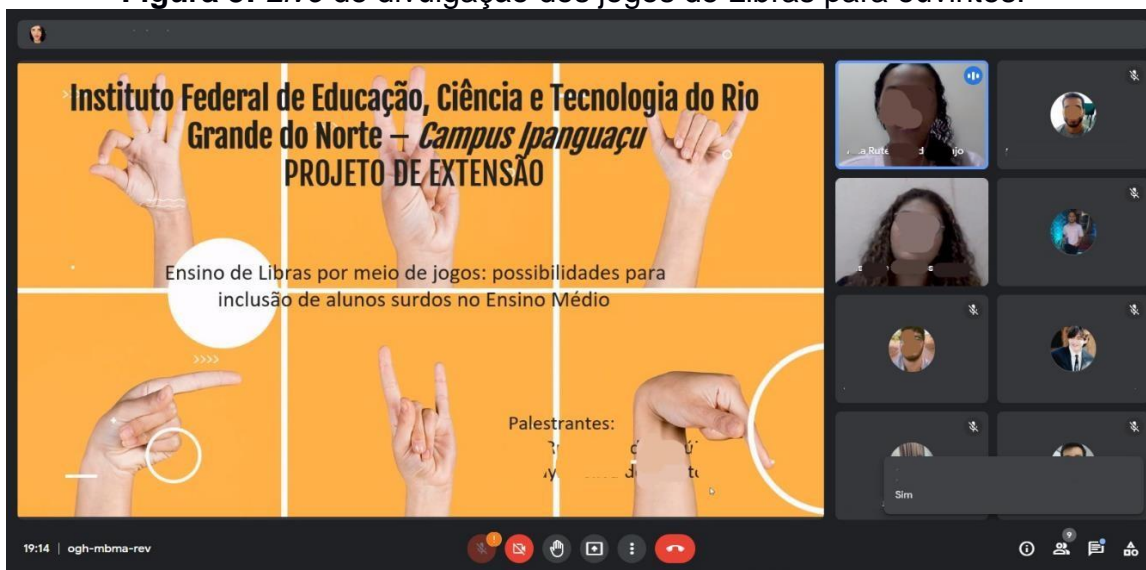 Instituto Federal de Educação, Ciência e Tecnologia do Rio
Grande do Norte – Campus Ipanguaçu
PROJETO DE EXTENSÃO
Ensino de Libras por meio de jogos: possibilidades para
inclusão de alunos surdos no Ensino Médio
Palestrantes:
Sim
19:14 | ogh-mbma-rev
9